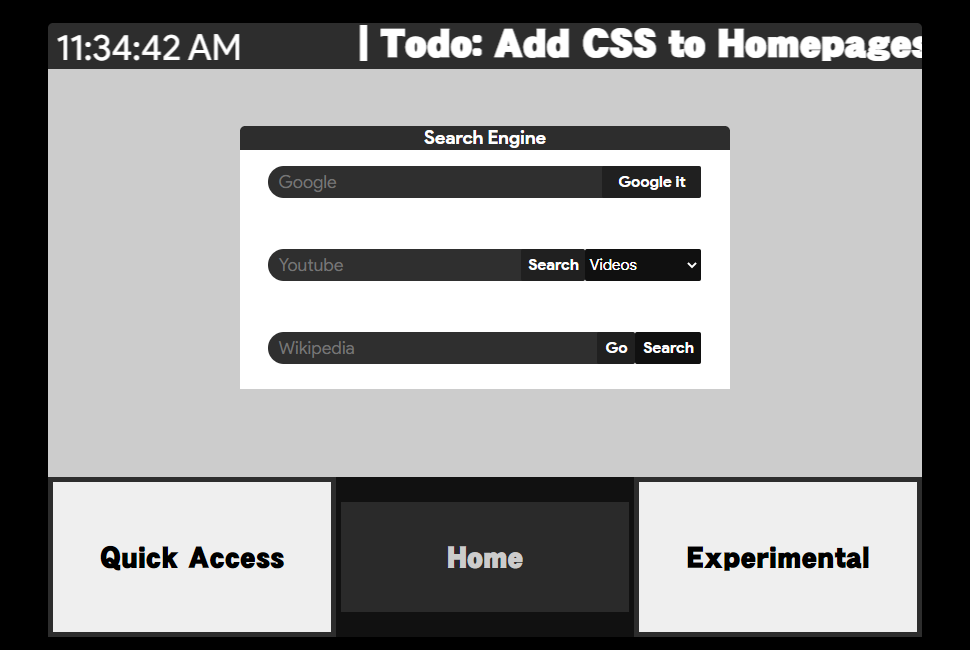 11:34:42 AM | Todo: Add CSS to Homepages
Search Engine
Google Google It
Youtube Search Videos
Wikipedia Go Search
Quick Access Home Experimental